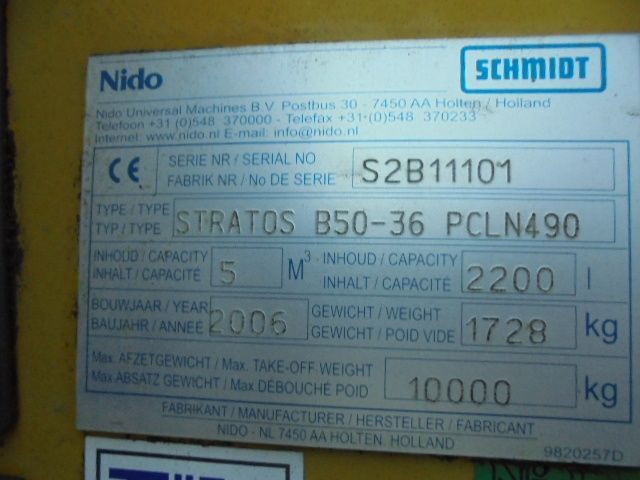 Nido
SCHMIDT
Nido Universal Machines B.V. Postbus 30 - 7450 AA Holten / Holland
Telefoon +31 (0)548 370000 - Telefax +31 (0)548 370233
Internet: www.nido.nl E-mail: info@nido.nl
CE
SERIE NR / SERIAL NO
FABRIK NR / No DE SERIE
S2B11101
TYPE / TYPE
TYP / TYPE
STRATOS B50-36 PCLN490
INHOUD / CAPACITY
INHALT / CAPACITÉ
5 M³
INHOUD / CAPACITY
INHALT / CAPACITÉ
2200 l
BOUWJAAR / YEAR
BAUJAHR / ANNEE
2006
GEWICHT / WEIGHT
GEWICHT / POID VIDE
1728 kg
Max. AFZETGEWICHT / Max. TAKE-OFF WEIGHT
Max ABSATZ GEWICHT / Max DÉBOUCHÉ POID
10000 kg
FABRIKANT / MANUFACTURER / HERSTELLER / FABRICANT
NIDO - NL 7450 AA HOLTEN. HOLLAND
9820257D